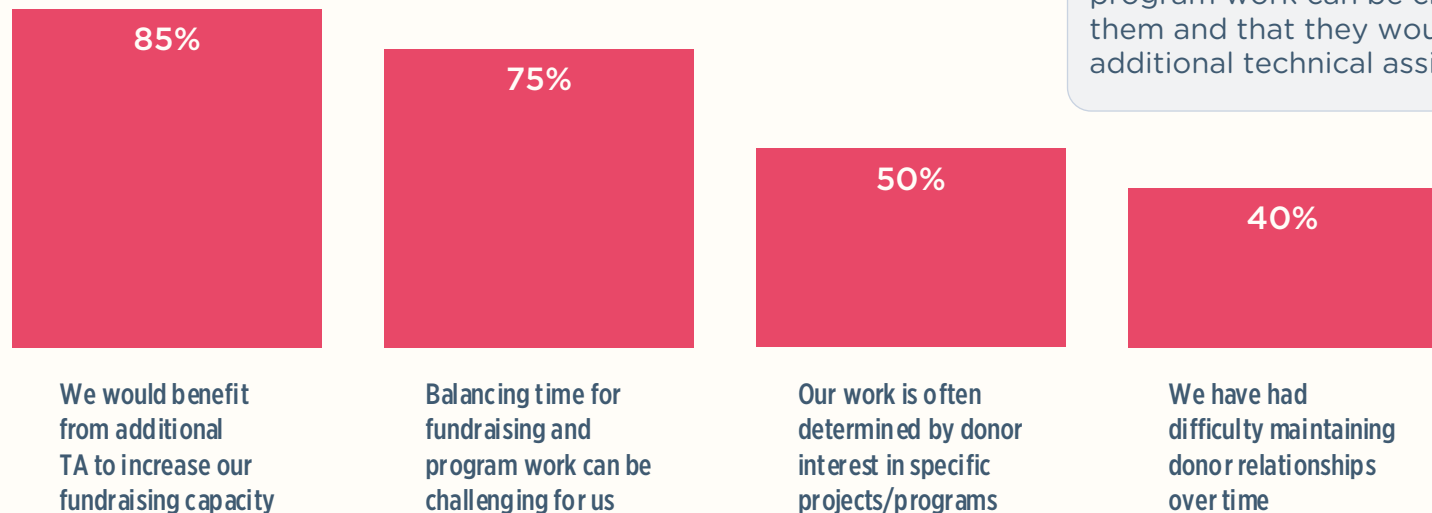 program work can be
them and that they
additional technical
85%
75%
50%
40%
We would benefit
from additional
TA to increase our
fundraising capacity
Balancing time for
fundraising and
program work can be
challenging for us
Our work is often
determined by donor
interest in specific
projects/programs
We have had
difficulty maintaining
donor relationships
over time